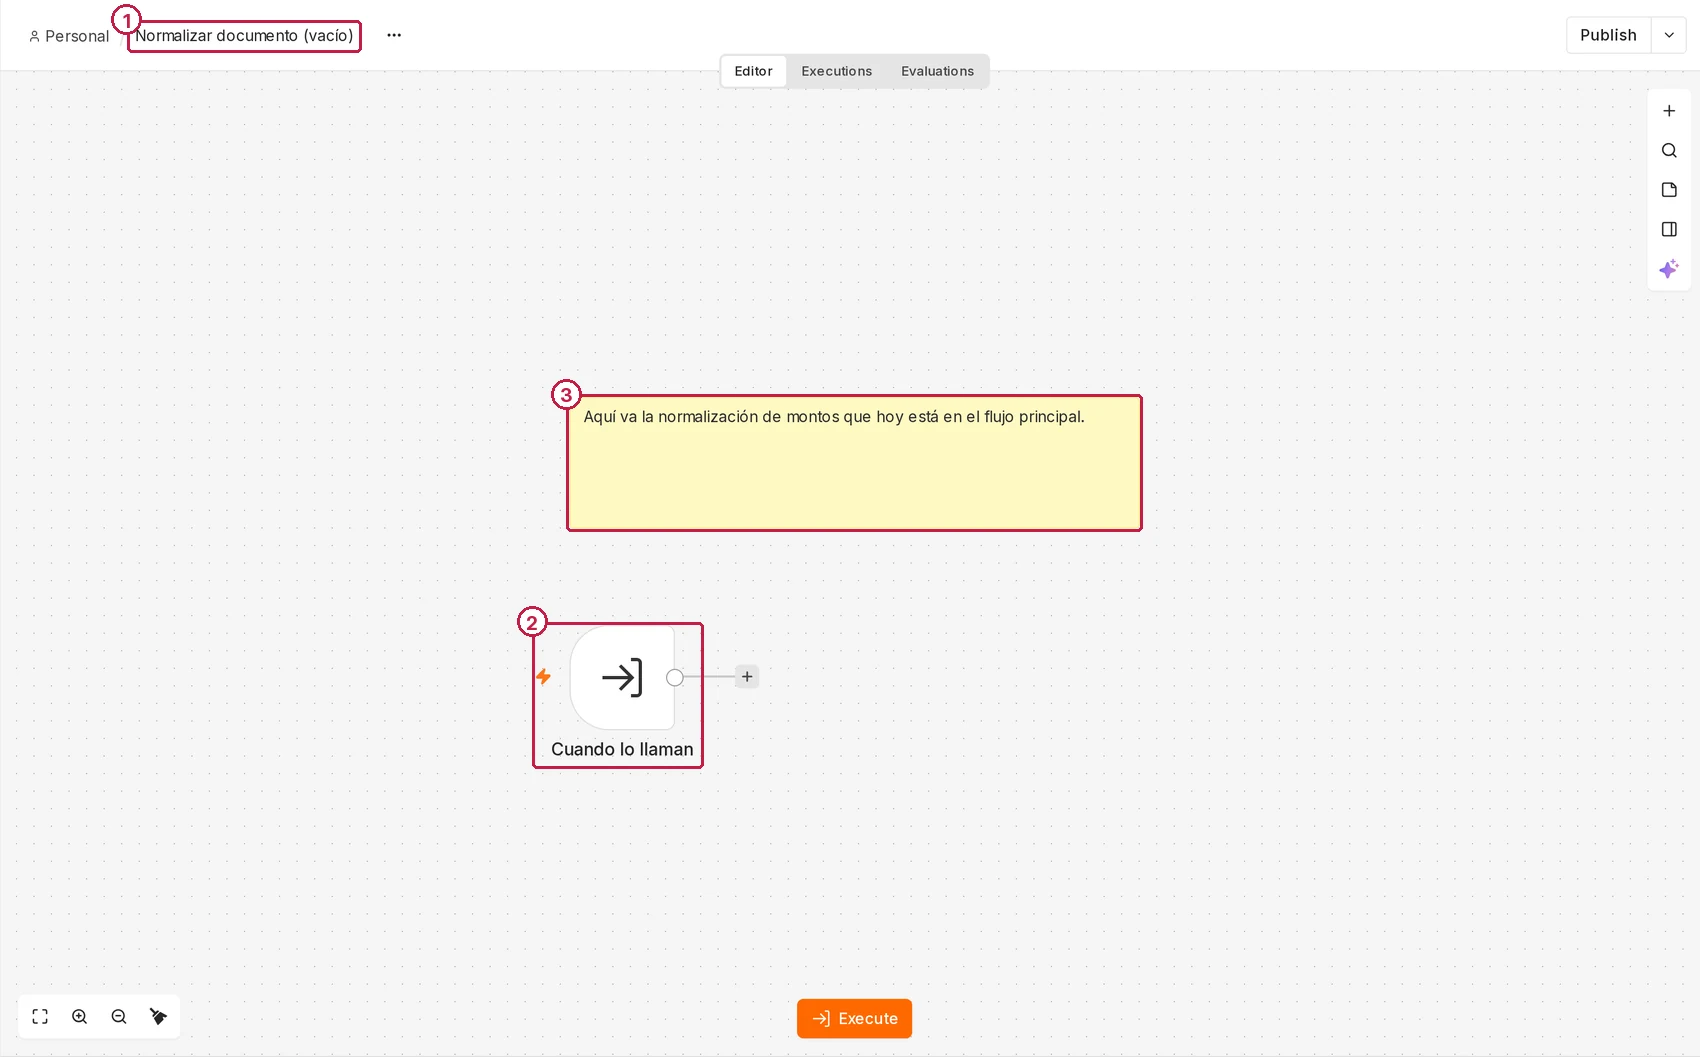 1
Personal / Normalizar documento (vacío) ...
Publish
Editor Executions Evaluations
3
Aquí va la normalización de montos que hoy está en el flujo principal.
2
Cuando lo llaman
Execute